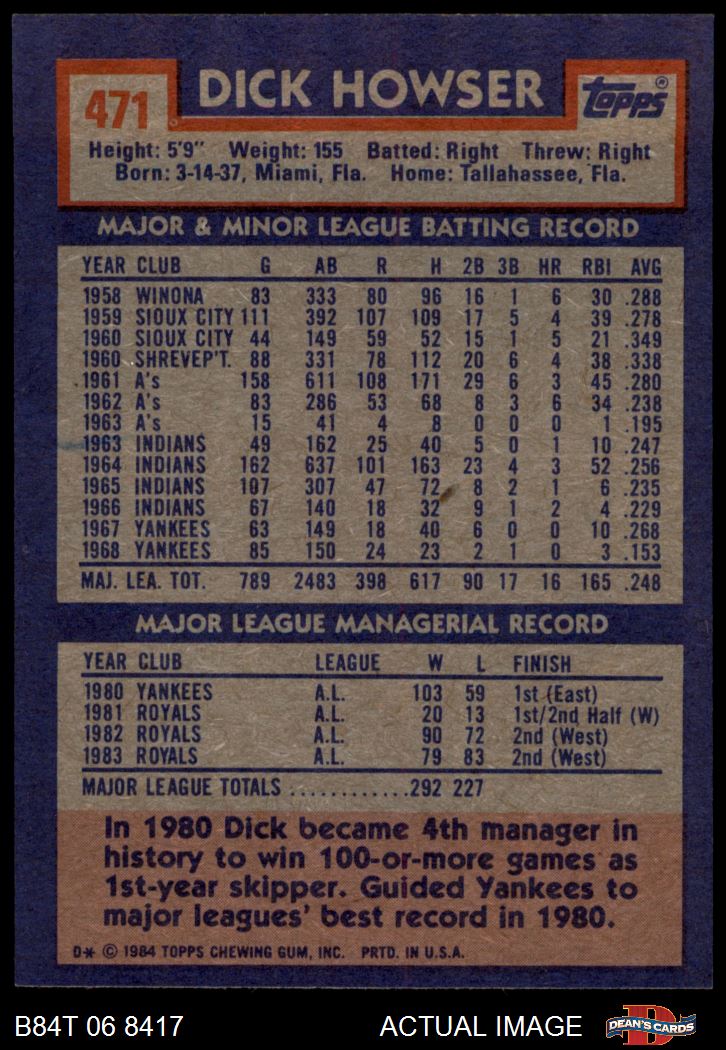 471 DICK HOWSER Topps®
Height: 5'9" Weight: 155 Batted: Right Threw: Right
Born: 3-14-37, Miami, Fla. Home: Tallahassee, Fla.
MAJOR & MINOR LEAGUE BATTING RECORD
YEAR CLUB G AB R H 2B 3B HR RBI AVG
1958 WINONA 83 333 80 96 16 1 6 30 .288
1959 SIOUX CITY 111 392 107 109 17 5 4 39 .278
1960 SIOUX CITY 44 149 59 52 15 1 5 21 .349
1960 SHREVEP'T. 88 331 78 112 20 6 4 38 .338
1961 A's 158 611 108 171 29 6 3 45 .280
1962 A's 83 286 53 68 8 3 6 34 .238
1963 A's 15 41 4 8 0 0 0 1 .195
1963 INDIANS 49 162 25 40 5 0 1 10 .247
1964 INDIANS 162 637 101 163 23 4 3 52 .256
1965 INDIANS 107 307 47 72 8 2 1 6 .235
1966 INDIANS 67 140 18 32 9 1 2 4 .229
1967 YANKEES 63 149 18 40 6 0 0 10 .268
1968 YANKEES 85 150 24 23 2 1 0 3 .153
MAJ. LEA. TOT. 789 2483 398 617 90 17 16 165 .248
MAJOR LEAGUE MANAGERIAL RECORD
YEAR CLUB LEAGUE W L FINISH
1980 YANKEES A.L. 103 59 1st (East)
1981 ROYALS A.L. 20 13 1st/2nd Half (W)
1982 ROYALS A.L. 90 72 2nd (West)
1983 ROYALS A.L. 79 83 2nd (West)
MAJOR LEAGUE TOTALS ............292 227
In 1980 Dick became 4th manager in
history to win 100-or-more games as
1st-year skipper. Guided Yankees to
major leagues' best record in 1980.
D* © 1984 TOPPS CHEWING GUM, INC. PRTD. IN U.S.A.
B84T 06 8417 ACTUAL IMAGE D DEAN'S CARDS